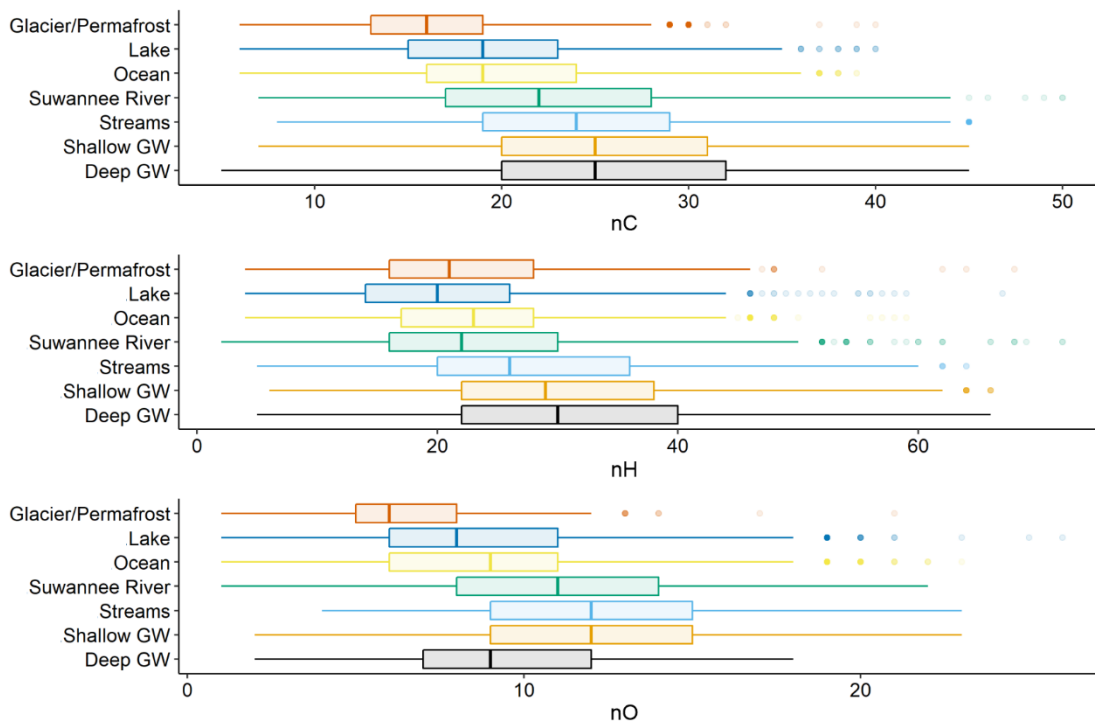 Glacier/Permafrost
Lake
Ocean
Suwannee River
Streams
Shallow GW
Deep GW
10 20 30 40 50
nC
Glacier/Permafrost
Lake
Ocean
Suwannee River
Streams
Shallow GW
Deep GW
0 20 40 60
nH
Glacier/Permafrost
Lake
Ocean
Suwannee River
Streams
Shallow GW
Deep GW
0 10 20
nO